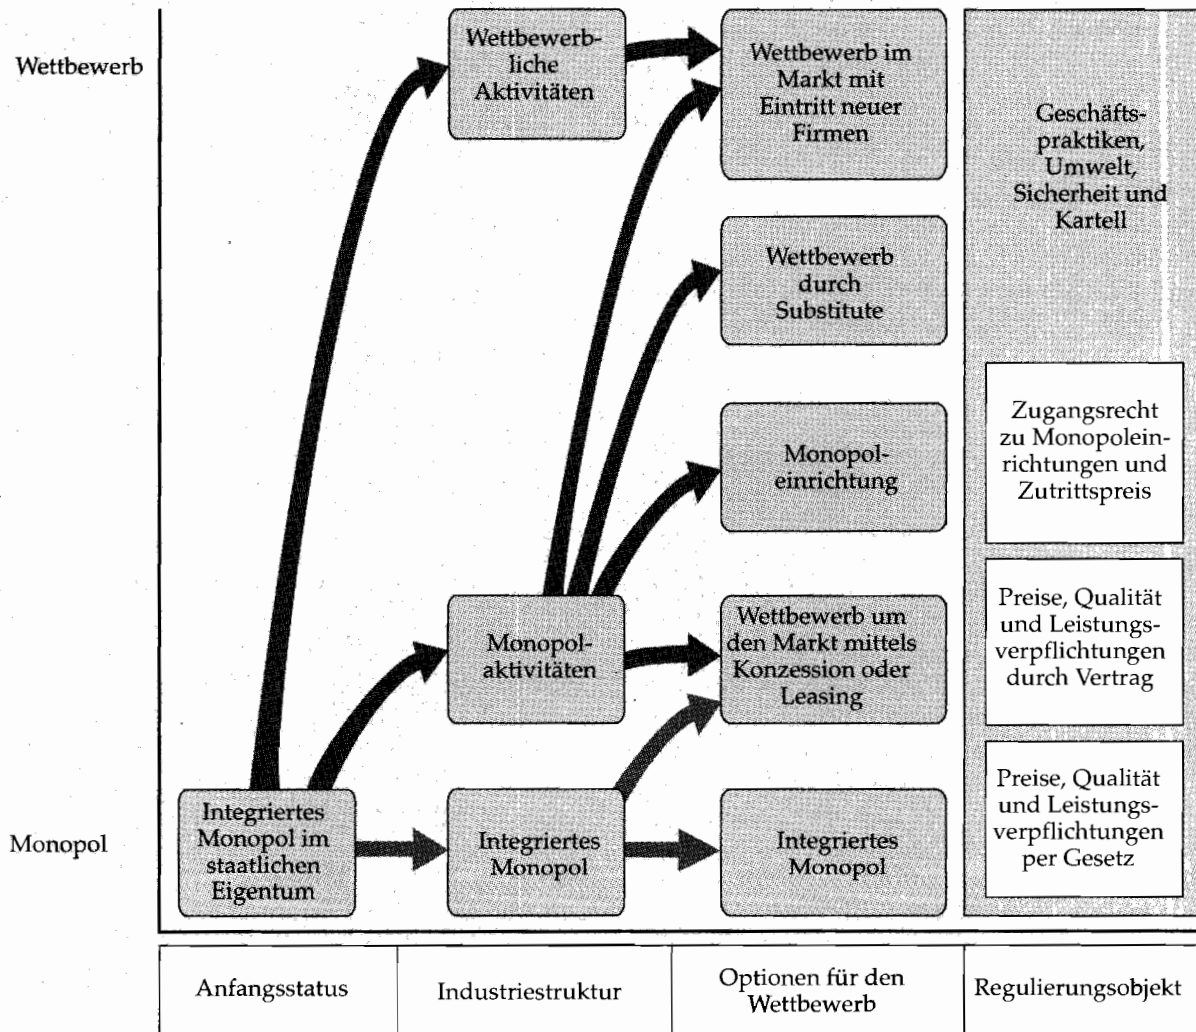 Wettbewerb
Monopol
Integriertes
Monopol im
staatlichen
Eigentum
Wettbewerb-
liche
Aktivitäten
Monopol-
aktivitäten
Integriertes
Monopol
Wettbewerb im
Markt mit
Eintritt neuer
Firmen
Wettbewerb
durch
Substitute
Monopol-
einrichtung
Wettbewerb um
den Markt mittels
Konzession oder
Leasing
Integriertes
Monopol
Geschäfts-
praktiken,
Umwelt,
Sicherheit und
Kartell
Zugangsrecht
zu Monopolein-
richtungen und
Zutrittspreis
Preise, Qualität
und Leistungs-
verpflichtungen
durch Vertrag
Preise, Qualität
und Leistungs-
verpflichtungen
per Gesetz
Anfangsstatus
Industriestruktur
Optionen für den
Wettbewerb
Regulierungsobjekt